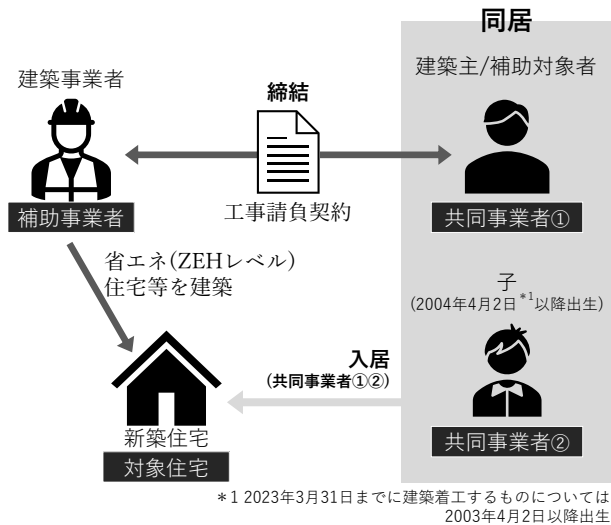 同居
建築事業者
建築主/補助対象者
締結
工事請負契約
補助事業者
共同事業者①
省エネ(ZEHレベル)
住宅等を建築
子
(2004年4月2日*1以降出生)
入居
(共同事業者①②)
新築住宅
対象住宅
共同事業者②
*1 2023年3月31日までに建築着工するものについては
2003年4月2日以降出生